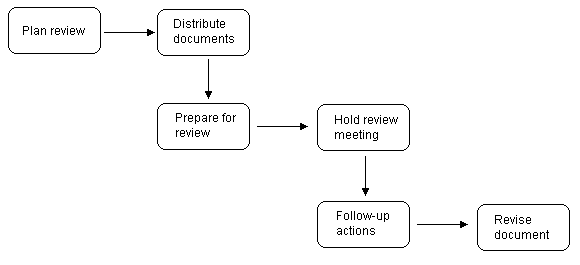 Plan review
Distribute
documents
Prepare for
review
Hold review
meeting
Follow-up
actions
Revise
document